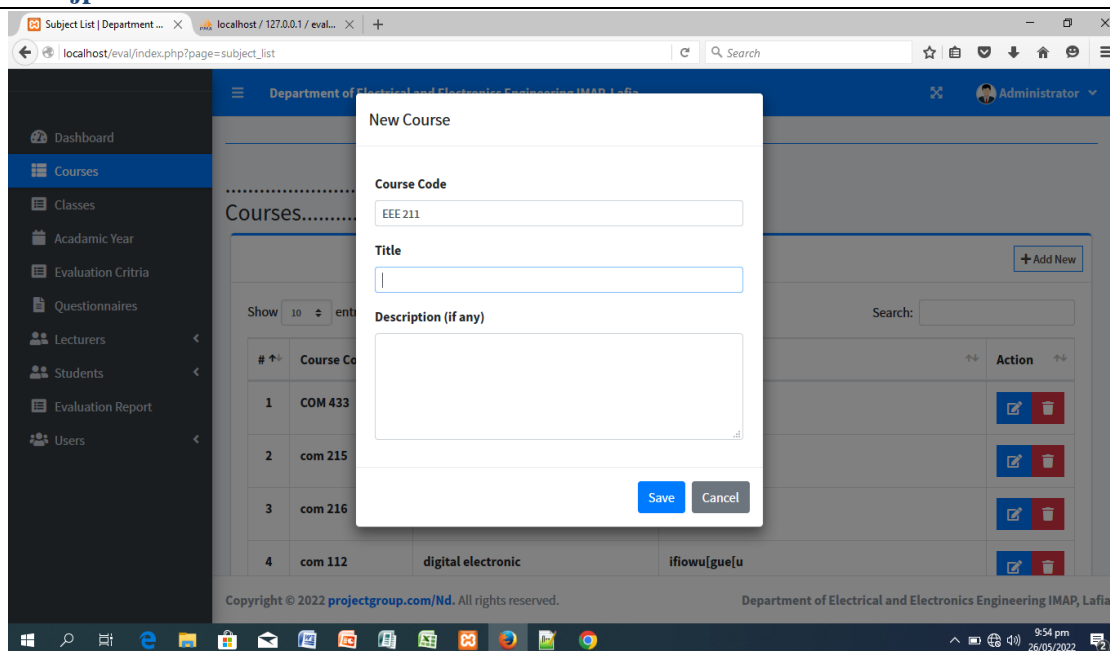 Subject List | Department ...
localhost / 127.0.0.1 / eval...
localhost/eval/index.php?page=subject_list
Search
Department of Electrical and Electronics Engineering IMAP, Lafia
Administrator
New Course
Dashboard
Courses
Classes
Acadamic Year
Evaluation Critria
Questionnaires
Lecturers
Students
Evaluation Report
Users
Courses..........
Course Code
EEE 211
Title
Description (if any)
Save Cancel
+ Add New
Show 10 entr
Search:
# Course Co Action
1 COM 433
2 com 215
3 com 216
4 com 112 digital electronic ifiowu[gue[u
Copyright © 2022 projectgroup.com/Nd. All rights reserved. Department of Electrical and Electronics Engineering IMAP, Lafia
9:54 pm
26/05/2022
2